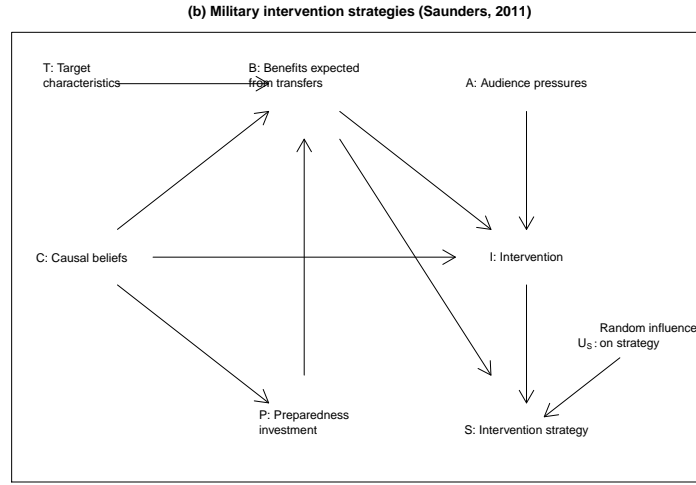 (b) Military intervention strategies (Saunders, 2011)
T: Target
characteristics
B: Benefits expected
from transfers
A: Audience pressures
C: Causal beliefs
I: Intervention
Random influence
U_S: on strategy
P: Preparedness
investment
S: Intervention strategy